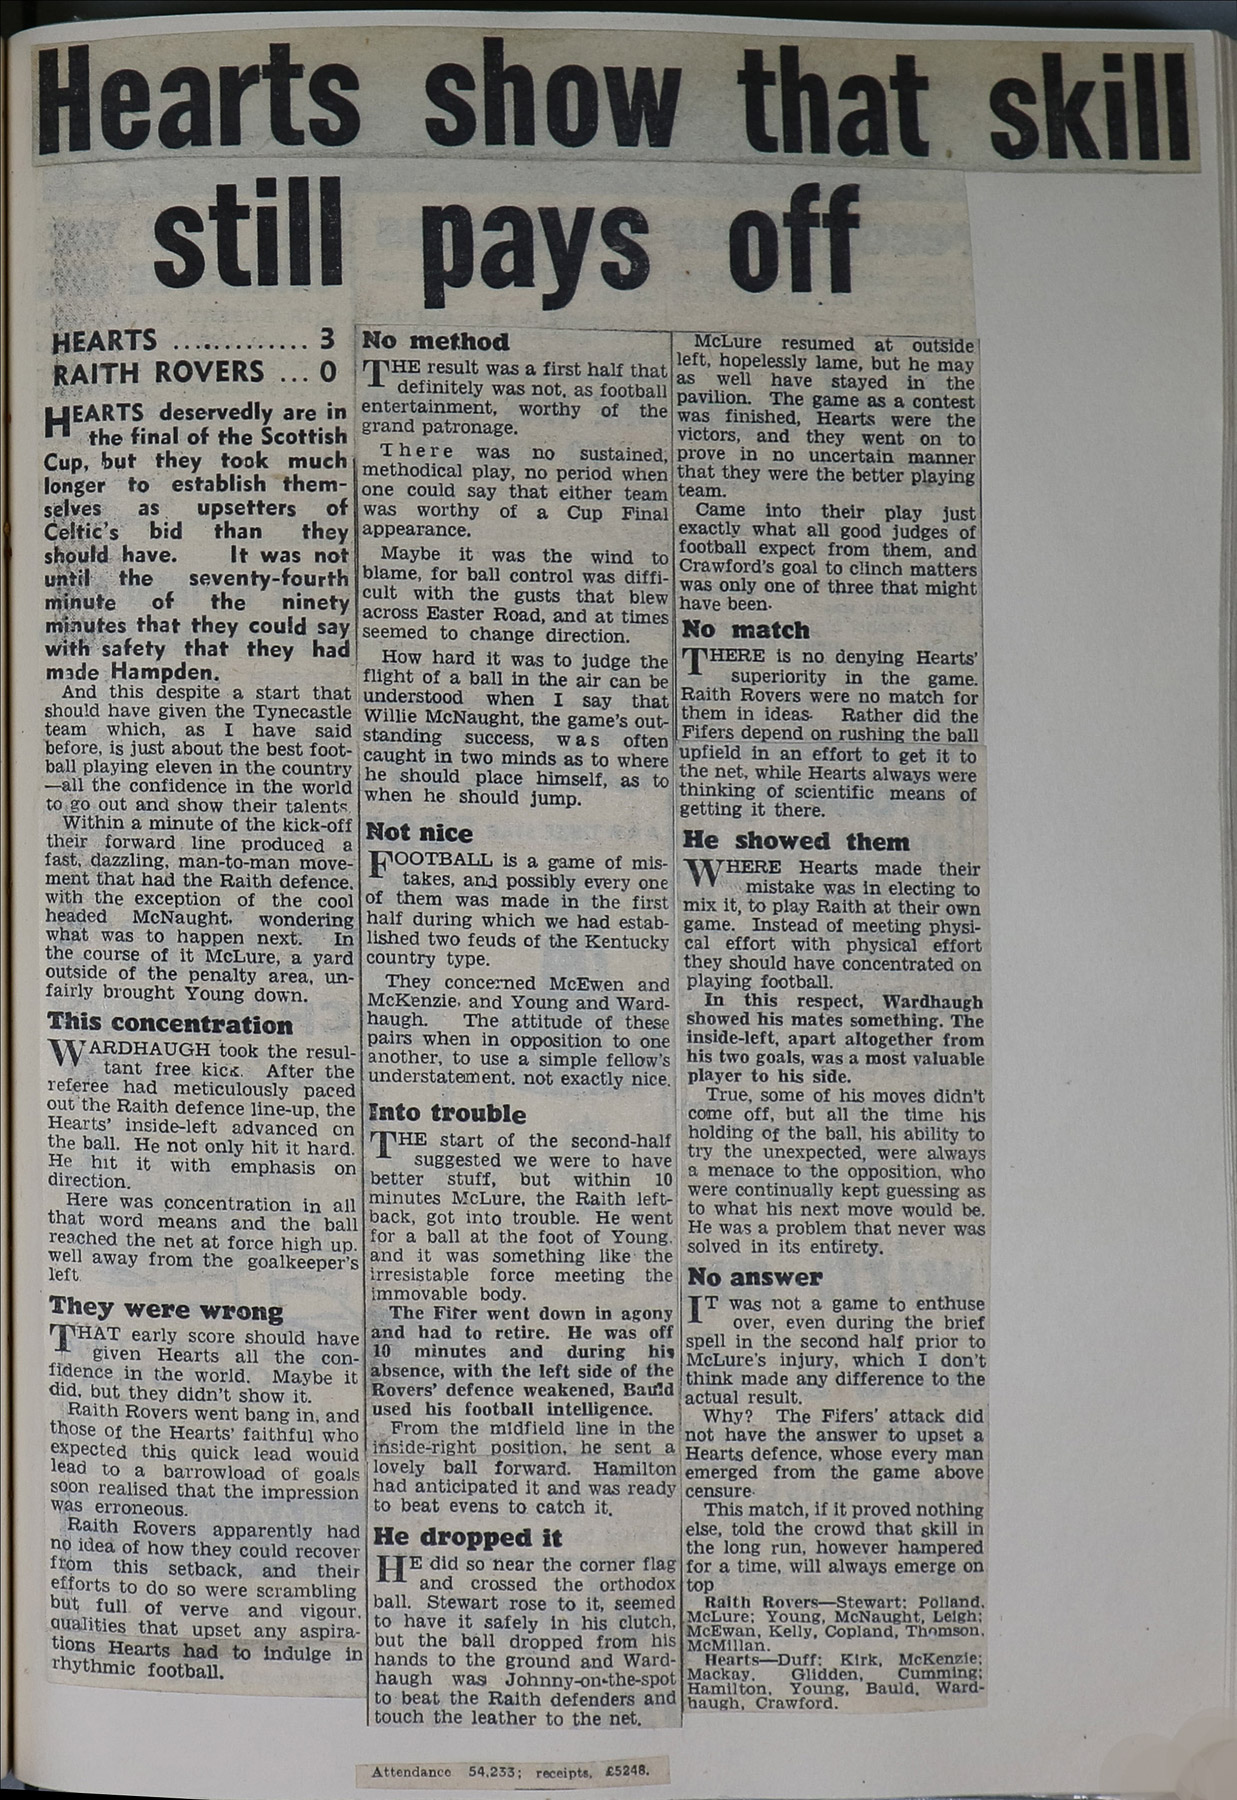 Hearts show that skill
still pays off
HEARTS ............. 3
RAITH ROVERS ... 0
HEARTS deservedly are in
the final of the Scottish
Cup, but they took much
longer to establish them-
selves as upsetters of
Celtic's bid than they
should have. It was not
until the seventy-fourth
minute of the ninety
minutes that they could say
with safety that they had
made Hampden.
And this despite a start that
should have given the Tynecastle
team which, as I have said
before, is just about the best foot-
ball playing eleven in the country
—all the confidence in the world
to go out and show their talents.
Within a minute of the kick-off
their forward line produced a
fast, dazzling, man-to-man move-
ment that had the Raith defence,
with the exception of the cool
headed McNaught, wondering
what was to happen next. In
the course of it McLure, a yard
outside of the penalty area, un-
fairly brought Young down.
This concentration
WARDHAUGH took the resul-
tant free kick. After the
referee had meticulously paced
out the Raith defence line-up, the
Hearts' inside-left advanced on
the ball. He not only hit it hard.
He hit it with emphasis on
direction.
Here was concentration in all
that word means and the ball
reached the net at force high up,
well away from the goalkeeper's
left.
They were wrong
THAT early score should have
given Hearts all the con-
fidence in the world. Maybe it
did, but they didn't show it.
Raith Rovers went bang in, and
those of the Hearts' faithful who
expected this quick lead would
lead to a barrowload of goals
soon realised that the impression
was erroneous.
Raith Rovers apparently had
no idea of how they could recover
from this setback, and their
efforts to do so were scrambling
but full of verve and vigour,
qualities that upset any aspira-
tions Hearts had to indulge in
rhythmic football.
No method
THE result was a first half that
definitely was not, as football
entertainment, worthy of the
grand patronage.
There was no sustained,
methodical play, no period when
one could say that either team
was worthy of a Cup Final
appearance.
Maybe it was the wind to
blame, for ball control was diffi-
cult with the gusts that blew
across Easter Road, and at times
seemed to change direction.
How hard it was to judge the
flight of a ball in the air can be
understood when I say that
Willie McNaught, the game's out-
standing success, was often
caught in two minds as to where
he should place himself, as to
when he should jump.
Not nice
FOOTBALL is a game of mis-
takes, and possibly every one
of them was made in the first
half during which we had estab-
lished two feuds of the Kentucky
country type.
They concerned McEwen and
McKenzie, and Young and Ward-
haugh. The attitude of these
pairs when in opposition to one
another, to use a simple fellow's
understatement, not exactly nice.
Into trouble
THE start of the second-half
suggested we were to have
better stuff, but within 10
minutes McLure, the Raith left-
back, got into trouble. He went
for a ball at the foot of Young,
and it was something like the
irresistable force meeting the
immovable body.
The Fifer went down in agony
and had to retire. He was off
10 minutes and during his
absence, with the left side of the
Rovers' defence weakened, Bauld
used his football intelligence.
From the midfield line in the
inside-right position, he sent a
lovely ball forward. Hamilton
had anticipated it and was ready
to beat evens to catch it.
He dropped it
HE did so near the corner flag
and crossed the orthodox
ball. Stewart rose to it, seemed
to have it safely in his clutch,
but the ball dropped from his
hands to the ground and Ward-
haugh was Johnny-on-the-spot
to beat the Raith defenders and
touch the leather to the net.
McLure resumed at outside
left, hopelessly lame, but he may
as well have stayed in the
pavilion. The game as a contest
was finished, Hearts were the
victors, and they went on to
prove in no uncertain manner
that they were the better playing
team.
Came into their play just
exactly what all good judges of
football expect from them, and
Crawford's goal to clinch matters
was only one of three that might
have been.
No match
THERE is no denying Hearts'
superiority in the game.
Raith Rovers were no match for
them in ideas. Rather did the
Fifers depend on rushing the ball
upfield in an effort to get it to
the net, while Hearts always were
thinking of scientific means of
getting it there.
He showed them
WHERE Hearts made their
mistake was in electing to
mix it, to play Raith at their own
game. Instead of meeting physi-
cal effort with physical effort
they should have concentrated on
playing football.
In this respect, Wardhaugh
showed his mates something. The
inside-left, apart altogether from
his two goals, was a most valuable
player to his side.
True, some of his moves didn't
come off, but all the time his
holding of the ball, his ability to
try the unexpected, were always
a menace to the opposition, who
were continually kept guessing as
to what his next move would be.
He was a problem that never was
solved in its entirety.
No answer
IT was not a game to enthuse
over, even during the brief
spell in the second half prior to
McLure's injury, which I don't
think made any difference to the
actual result.
Why? The Fifers' attack did
not have the answer to upset a
Hearts defence, whose every man
emerged from the game above
censure.
This match, if it proved nothing
else, told the crowd that skill in
the long run, however hampered
for a time, will always emerge on
top
Raith Rovers—Stewart; Polland,
McLure; Young, McNaught, Leigh;
McEwan, Kelly, Copland, Thomson,
McMillan.
Hearts—Duff; Kirk, McKenzie;
Mackay, Glidden, Cumming;
Hamilton, Young, Bauld, Ward-
haugh, Crawford.
Attendance 54,233; receipts, £5248.